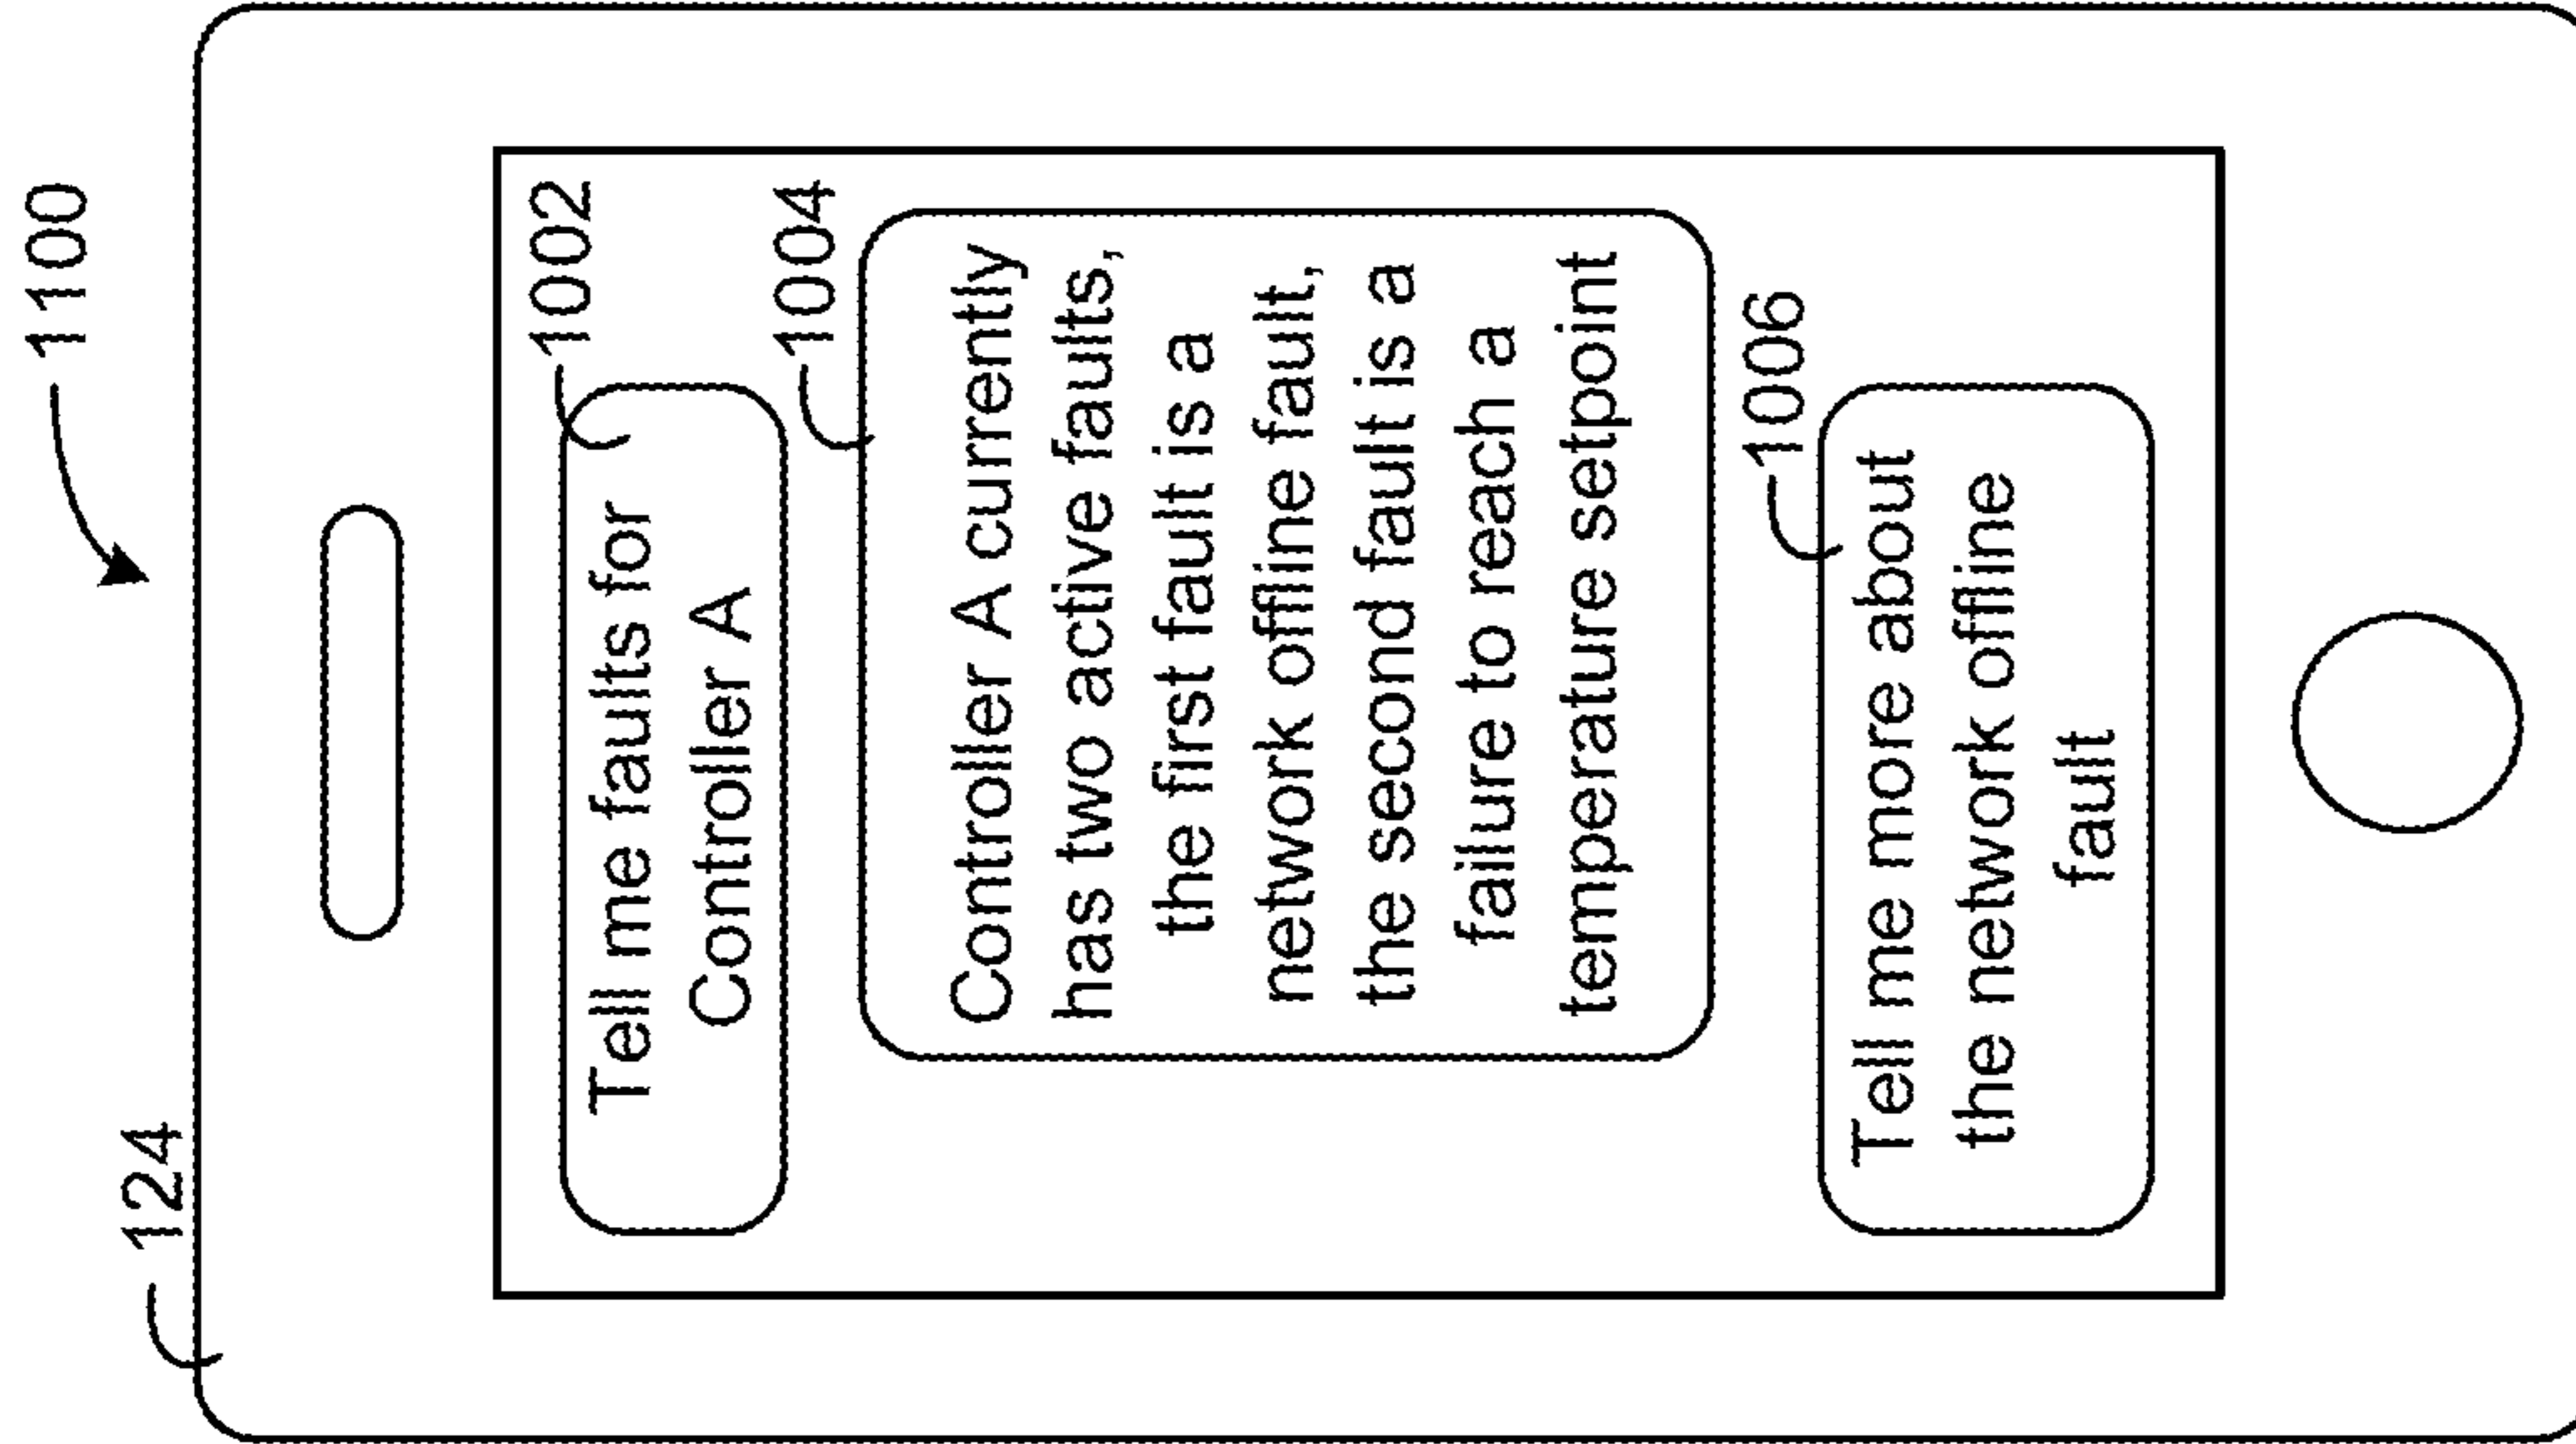 1100
124
1002
Tell me faults for
Controller A
1004
Controller A currently
has two active faults,
the first fault is a
network offline fault,
the second fault is a
failure to reach a
temperature setpoint
1006
Tell me more about
the network offline
fault